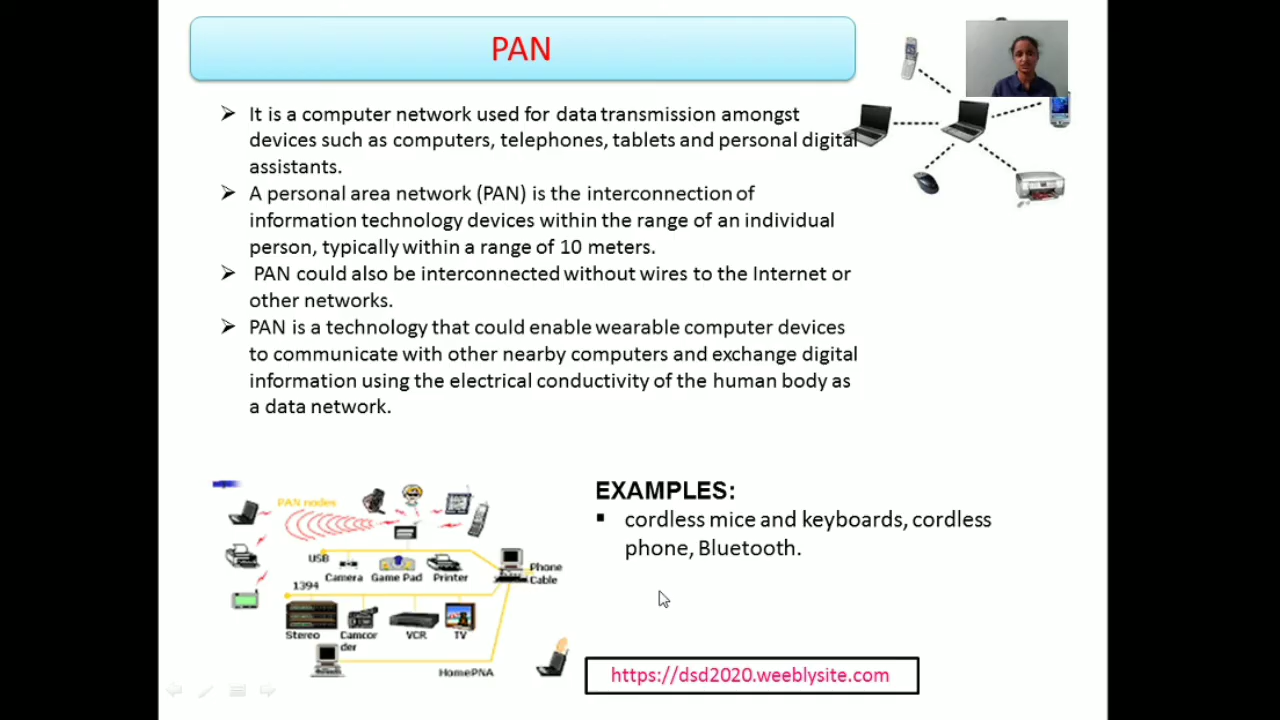 PAN
It is a computer network used for data transmission amongst
devices such as computers, telephones, tablets and personal digital
assistants.
A personal area network (PAN) is the interconnection of
information technology devices within the range of an individual
person, typically within a range of 10 meters.
PAN could also be interconnected without wires to the Internet or
other networks.
PAN is a technology that could enable wearable computer devices
to communicate with other nearby computers and exchange digital
information using the electrical conductivity of the human body as
a data network.
PAN nodes
USB
Camera
Game Pad
Printer
Phone
Cable
1394
Stereo
Camcor
der
VCR
TV
HomePNA
EXAMPLES:
cordless mice and keyboards, cordless
phone, Bluetooth.
https://dsd2020.weeblysite.com